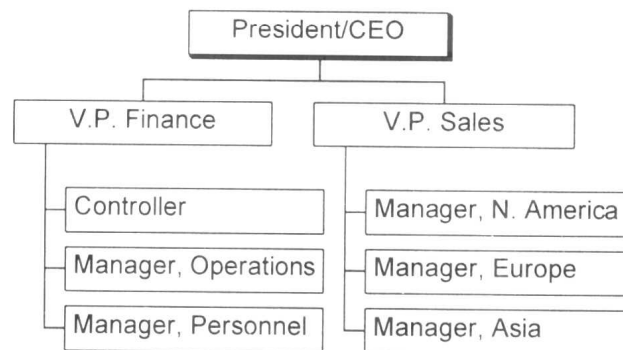 President/CEO
V.P. Finance
V.P. Sales
Controller
Manager, Operations
Manager, Personnel
Manager, N. America
Manager, Europe
Manager, Asia